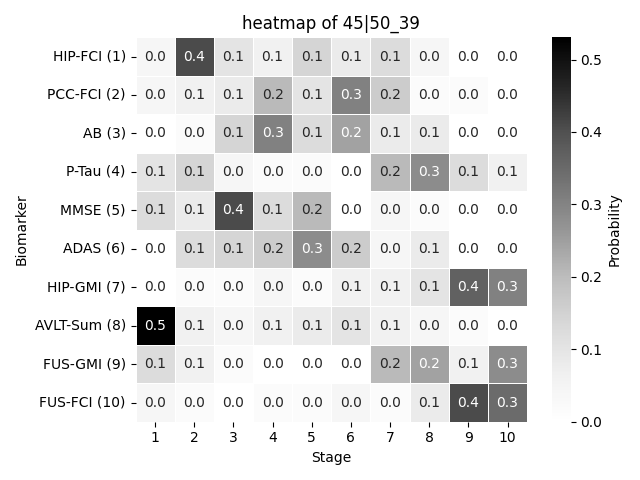 heatmap of 45|50_39
HIP-FCI (1) 0.0 0.4 0.1 0.1 0.1 0.1 0.1 0.0 0.0 0.0
PCC-FCI (2) 0.0 0.1 0.1 0.2 0.1 0.3 0.2 0.0 0.0 0.0
AB (3) 0.0 0.0 0.1 0.3 0.1 0.2 0.1 0.1 0.0 0.0
P-Tau (4) 0.1 0.1 0.0 0.0 0.0 0.0 0.2 0.3 0.1 0.1
MMSE (5) 0.1 0.1 0.4 0.1 0.2 0.0 0.0 0.0 0.0 0.0
ADAS (6) 0.0 0.1 0.1 0.2 0.3 0.2 0.0 0.1 0.0 0.0
HIP-GMI (7) 0.0 0.0 0.0 0.0 0.0 0.1 0.1 0.1 0.4 0.3
AVLT-Sum (8) 0.5 0.1 0.0 0.1 0.1 0.1 0.1 0.0 0.0 0.0
FUS-GMI (9) 0.1 0.1 0.0 0.0 0.0 0.0 0.2 0.2 0.1 0.3
FUS-FCI (10) 0.0 0.0 0.0 0.0 0.0 0.0 0.0 0.1 0.4 0.3
1 2 3 4 5 6 7 8 9 10
Stage
Biomarker
0.5
0.4
0.3
0.2
0.1
0.0
Probability